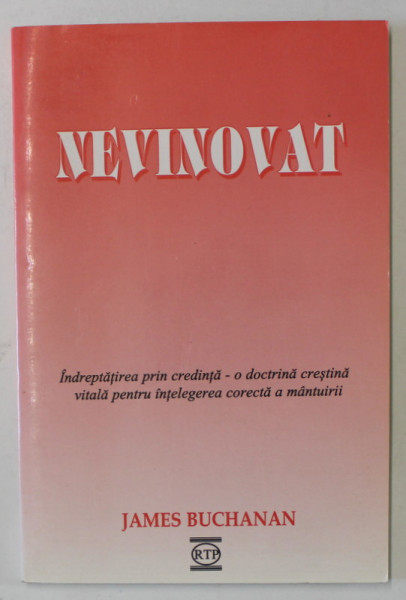 NEVINOVAT
Îndreptățirea prin credință - o doctrină creștină
vitală pentru înțelegerea corectă a mântuirii
JAMES BUCHANAN
RTP